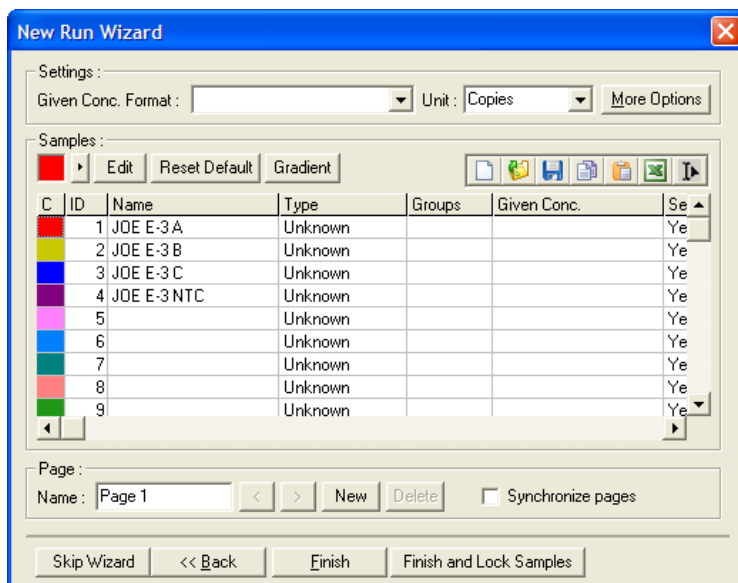 New Run Wizard
Settings :
Given Conc. Format : Unit : Copies More Options
Samples :
Edit Reset Default Gradient
C ID Name Type Groups Given Conc. Se
1 JOE E-3 A Unknown Ye
2 JOE E-3 B Unknown Ye
3 JOE E-3 C Unknown Ye
4 JOE E-3 NTC Unknown Ye
5 Unknown Ye
6 Unknown Ye
7 Unknown Ye
8 Unknown Ye
9 Unknown Ye
Page :
Name : Page 1 < > New Delete Synchronize pages
Skip Wizard << Back Finish Finish and Lock Samples